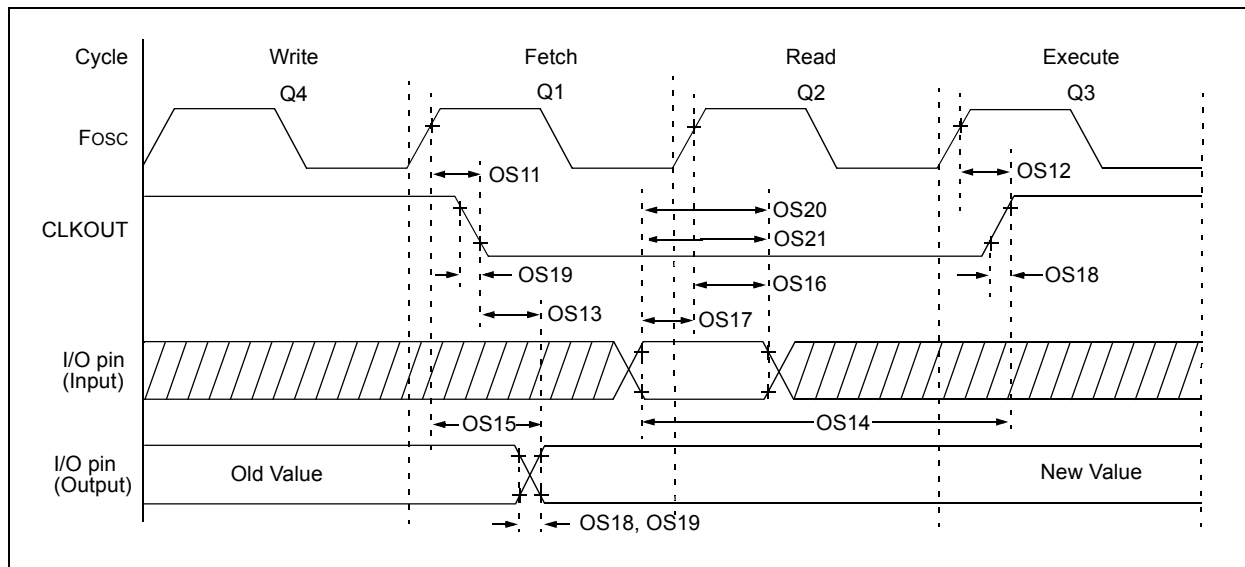 Cycle Write Fetch Read Execute
Q4 Q1 Q2 Q3
FOSC
OS11 OS12
CLKOUT
OS20
OS21
OS19 OS16 OS18
OS13 OS17
I/O pin
(Input)
OS15 OS14
I/O pin
(Output)
Old Value New Value
OS18, OS19